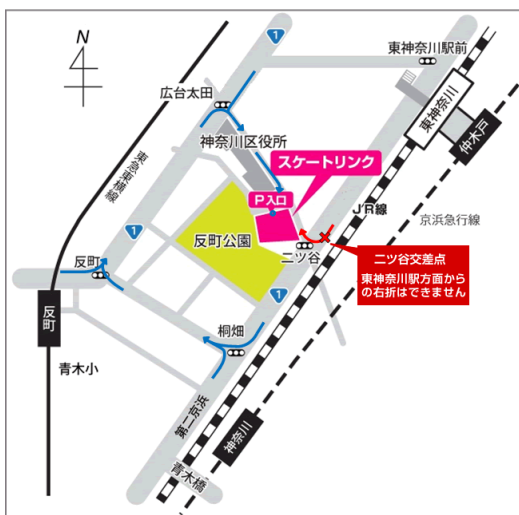 N
1
東神奈川駅前
広台太田
東神奈川
神奈川区役所
仲木戸
スケートリンク
東急東横線
P入口
JR線
京浜急行線
反町公園
1
二ツ谷
二ツ谷交差点
東神奈川駅方面から
の右折はできません
反町
1
反町
桐畑
青木小
第二京浜
神奈川
青木橋